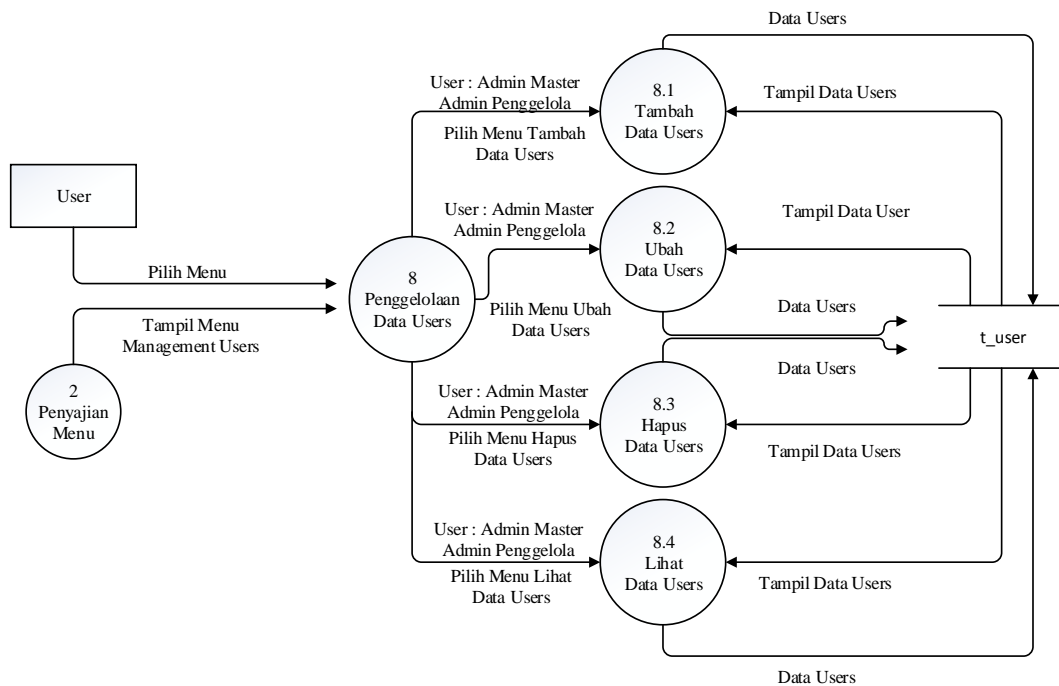 Data Users
User : Admin Master
Admin Penggelola
Pilih Menu Tambah
Data Users
8.1
Tambah
Data Users
Tampil Data Users
User
Pilih Menu
Tampil Menu
Management Users
2
Penyajian
Menu
8
Penggelolaan
Data Users
User : Admin Master
Admin Penggelola
Pilih Menu Ubah
Data Users
8.2
Ubah
Data Users
Tampil Data User
Data Users
t_user
Data Users
User : Admin Master
Admin Penggelola
Pilih Menu Hapus
Data Users
8.3
Hapus
Data Users
Tampil Data Users
User : Admin Master
Admin Penggelola
Pilih Menu Lihat
Data Users
8.4
Lihat
Data Users
Tampil Data Users
Data Users